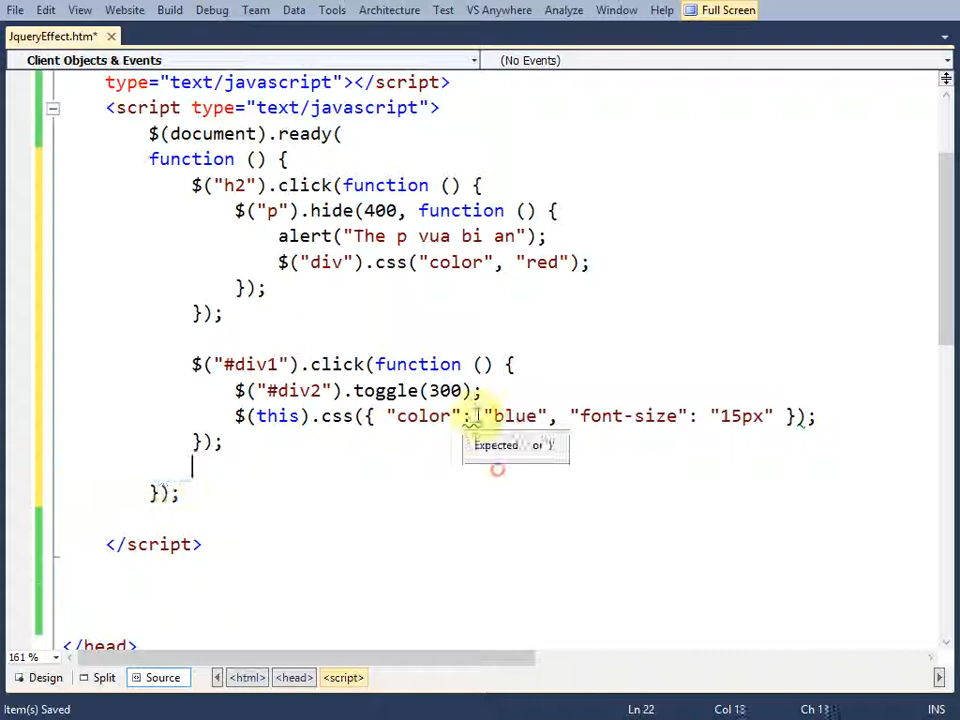 File Edit View Website Build Debug Team Data Tools Architecture Test VS Anywhere Analyze Window Help Full Screen
JqueryEffect.htm*
Client Objects & Events (No Events)
type="text/javascript"></script>
<script type="text/javascript">
$(document).ready(
function () {
$("h2").click(function () {
$("p").hide(400, function () {
alert("The p vua bi an");
$("div").css("color", "red");
});
});
$("#div1").click(function () {
$("#div2").toggle(300);
$(this).css({ "color": "blue", "font-size": "15px" });
});
Expected
});
</script>
</head>
161 %
Design Split Source <html> <head> <script>
Item(s) Saved Ln 22 Col 13 Ch 13 INS